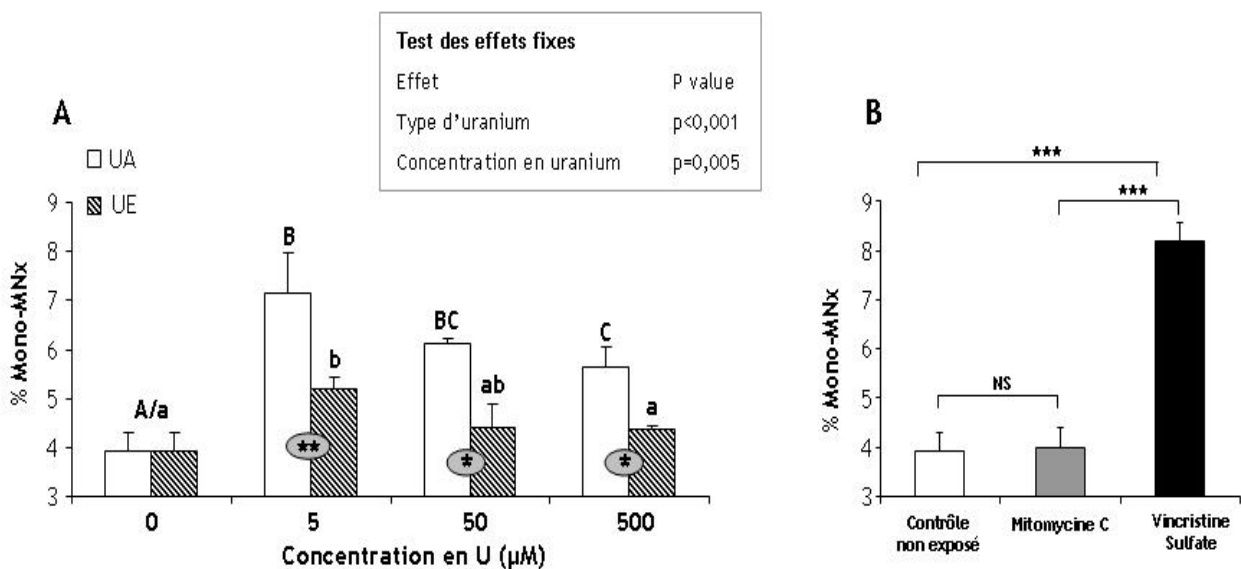 Test des effets fixes
Effet P value
Type d'uranium p<0,001
Concentration en uranium p=0,005
A
UA
UE
% Mono-MNx
9
8
7
6
5
4
3
A/a
B
b
**
BC
ab
*
C
a
*
0 5 50 500
Concentration en U (µM)
B
% Mono-MNx
9
8
7
6
5
4
3
***
***
NS
Contrôle
non exposé
Mitomycine C
Vincristine
Sulfate